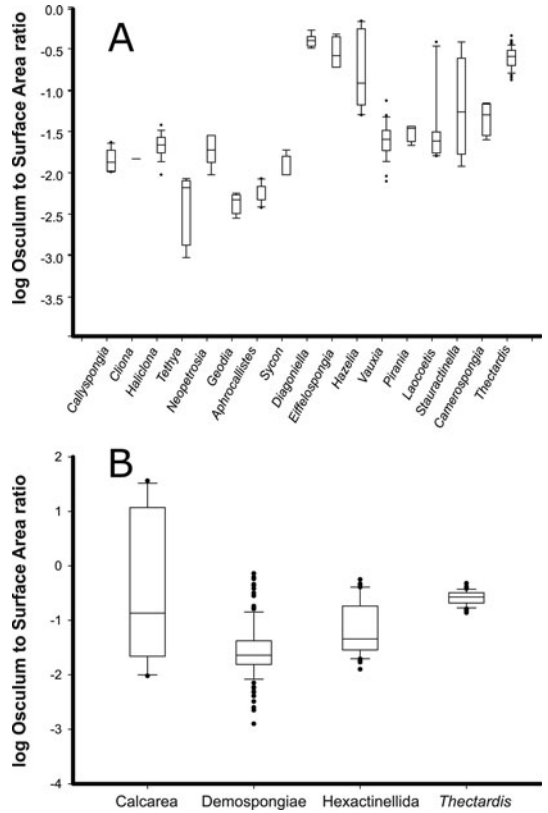 A
log Osculum to Surface Area ratio
0.0
-0.5
-1.0
-1.5
-2.0
-2.5
-3.0
-3.5
Callyspongia
Cliona
Haliclona
Tethya
Neopetrosia
Geodia
Aphrocallistes
Sycon
Diagoniella
Eiffelospongia
Hazelia
Vauxia
Pirania
Laocoetis
Stauractinella
Camerospongia
Thectardis
B
log Osculum to Surface Area ratio
2
1
0
-1
-2
-3
-4
Calcarea Demospongiae Hexactinellida Thectardis